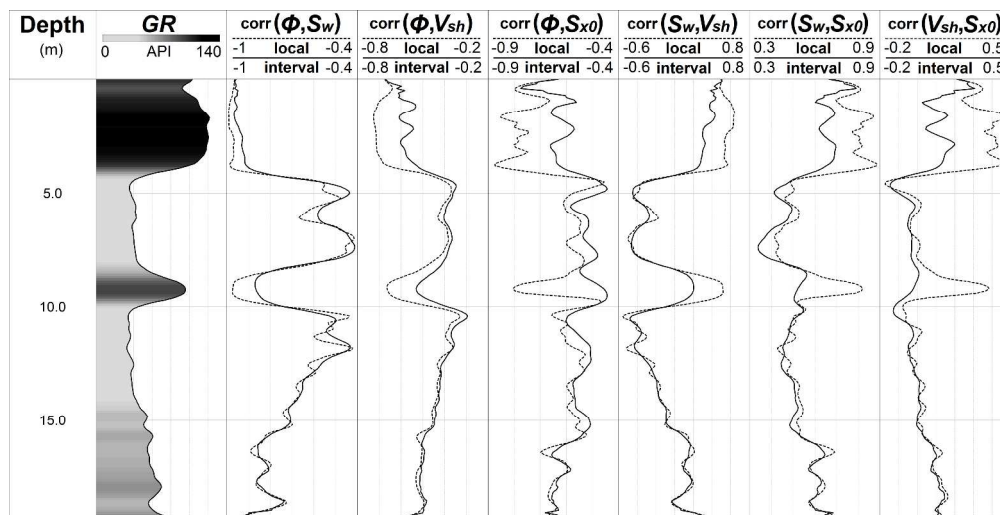 Depth GR corr(Φ,Sw) corr(Φ,Vsh) corr(Φ,Sx0) corr(Sw,Vsh) corr(Sw,Sx0) corr(Vsh,Sx0)
(m) 0 API 140 -1 local -0.4 -0.8 local -0.2 -0.9 local -0.4 -0.6 local 0.8 0.3 local 0.9 -0.2 local 0.5
-1 interval -0.4 -0.8 interval -0.2 -0.9 interval -0.4 -0.6 interval 0.8 0.3 interval 0.9 -0.2 interval 0.5
5.0
10.0
15.0